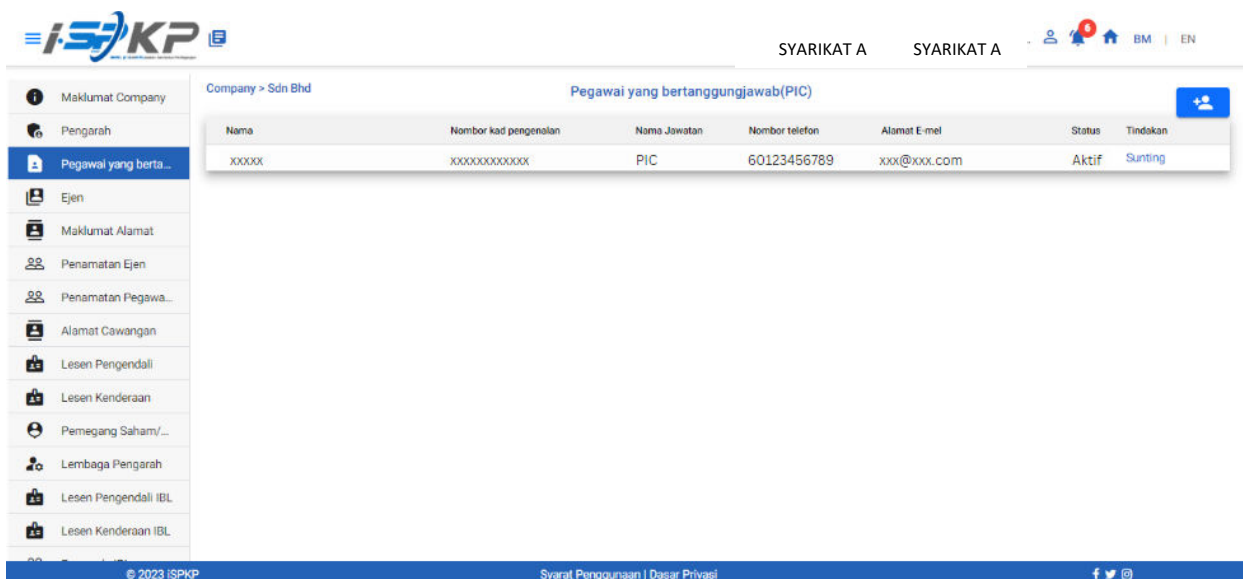 i-SPKP
SYARIKAT A SYARIKAT A
6
BM | EN
Maklumat Company
Pengarah
Pegawai yang berta...
Ejen
Maklumat Alamat
Penamatan Ejen
Penamatan Pegawa...
Alamat Cawangan
Lesen Pengendali
Lesen Kenderaan
Pemegang Saham/...
Lembaga Pengarah
Lesen Pengendali IBL
Lesen Kenderaan IBL
Company > Sdn Bhd
Pegawai yang bertanggungjawab(PIC)
Nama Nombor kad pengenalan Nama Jawatan Nombor telefon Alamat E-mel Status Tindakan
xxxxx xxxxxxxxxxxx PIC 60123456789 xxx@xxx.com Aktif Sunting
© 2023 iSPKP Syarat Penggunaan | Dasar Privasi